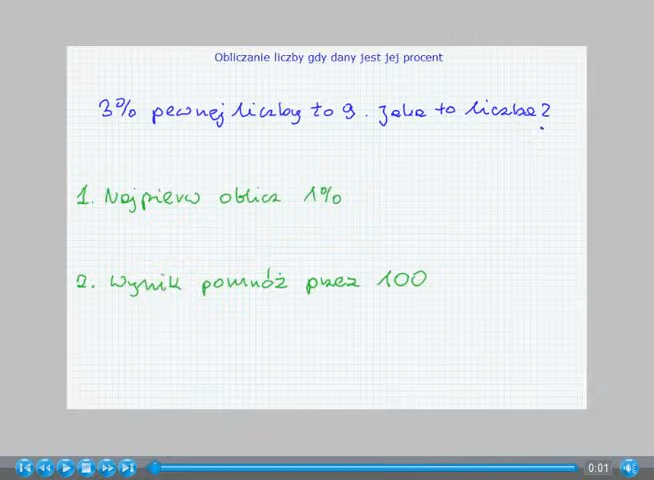 Obliczanie liczby gdy dany jest jej procent
3% pewnej liczby to 9. Jaka to liczba?
1. Najpierw oblicz 1%
2. Wynik pomnóż przez 100
0:01